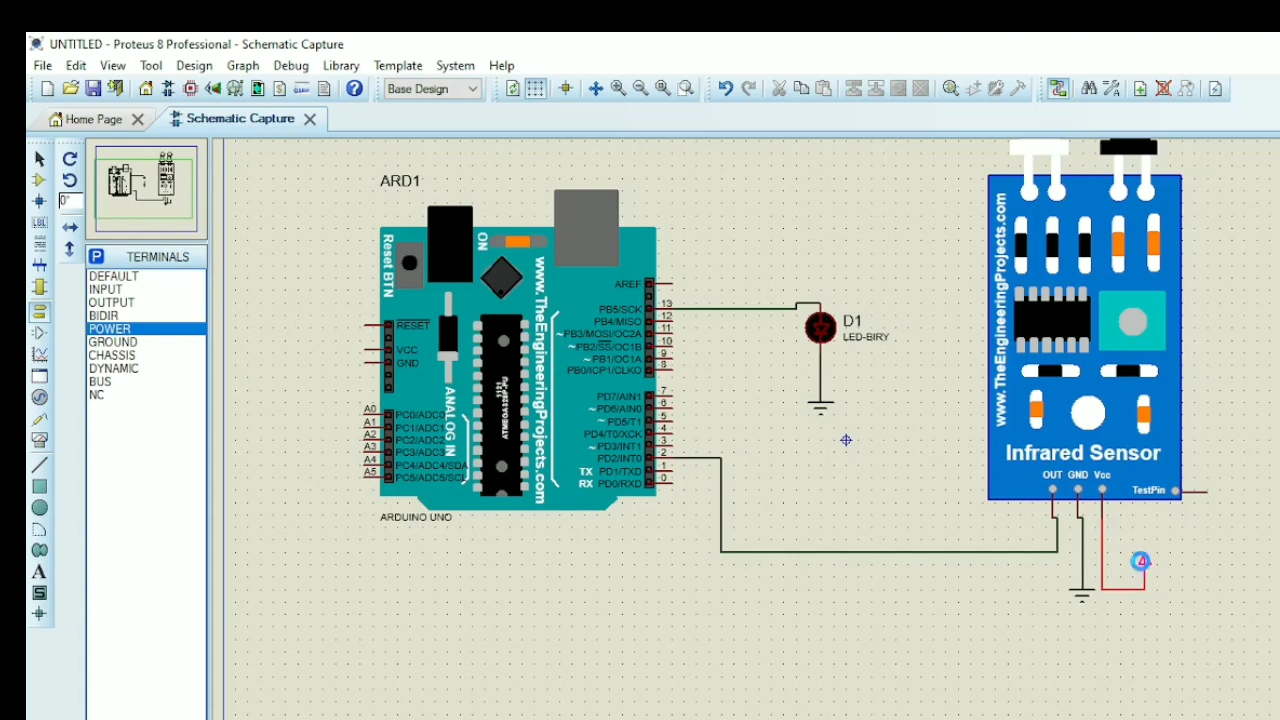 UNTITLED - Proteus 8 Professional - Schematic Capture
File Edit View Tool Design Graph Debug Library Template System Help
Base Design
Home Page
Schematic Capture
0°
P TERMINALS
DEFAULT
INPUT
OUTPUT
BIDIR
POWER
GROUND
CHASSIS
DYNAMIC
BUS
NC
LBL
A
S
ARD1
Reset BTN
ON
www.TheEngineeringProjects.com
ANALOG IN
ATMEGA328P-PU
1121
RESET
VCC
GND
A0 PC0/ADC0
A1 PC1/ADC1
A2 PC2/ADC2
A3 PC3/ADC3
A4 PC4/ADC4/SDA
A5 PC5/ADC5/SCL
AREF
PB5/SCK 13
PB4/MISO 12
~PB3/MOSI/OC2A 11
~PB2/SS/OC1B 10
~PB1/OC1A 9
PB0/ICP1/CLKO 8
PD7/AIN1 7
~PD6/AIN0 6
~PD5/T1 5
PD4/T0/XCK 4
~PD3/INT1 3
PD2/INT0 2
TX PD1/TXD 1
RX PD0/RXD 0
ARDUINO UNO
D1
LED-BIRY
www.TheEngineeringProjects.com
Infrared Sensor
OUT GND Vcc
TestPin